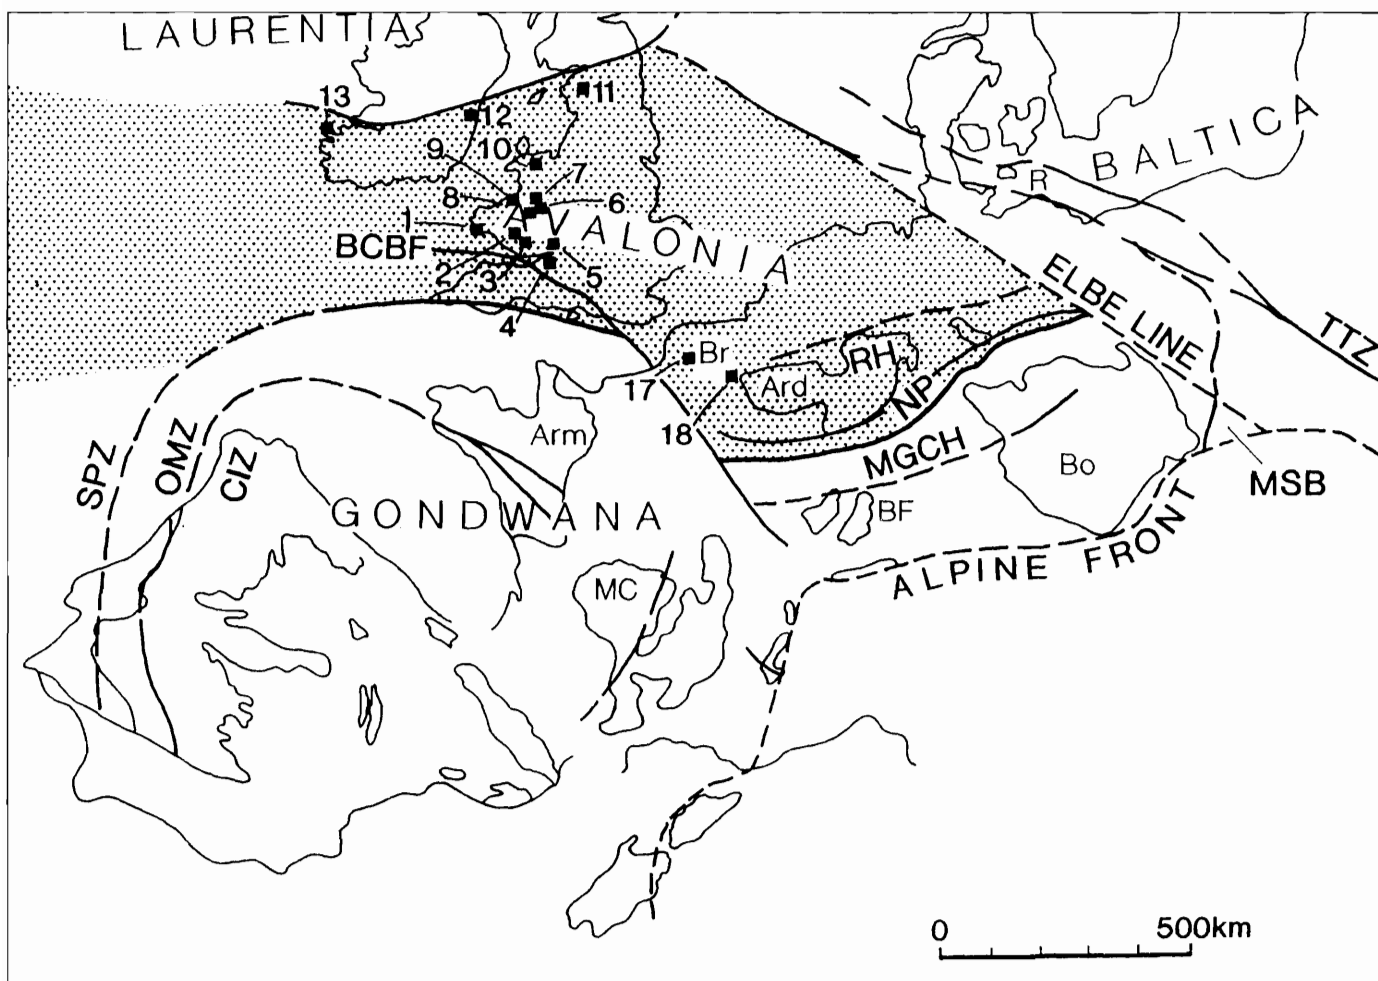 LAURENTIA
13
11
12
9
10
7
8
6
1
AVALONIA
BCBF
2
3
5
4
BALTICA
R
ELBE LINE
TTZ
17
Br
Ard
RH
NP
18
MGCH
Bo
MSB
BF
ALPINE FRONT
SPZ
OMZ
CIZ
Arm
GONDWANA
MC
0
500km